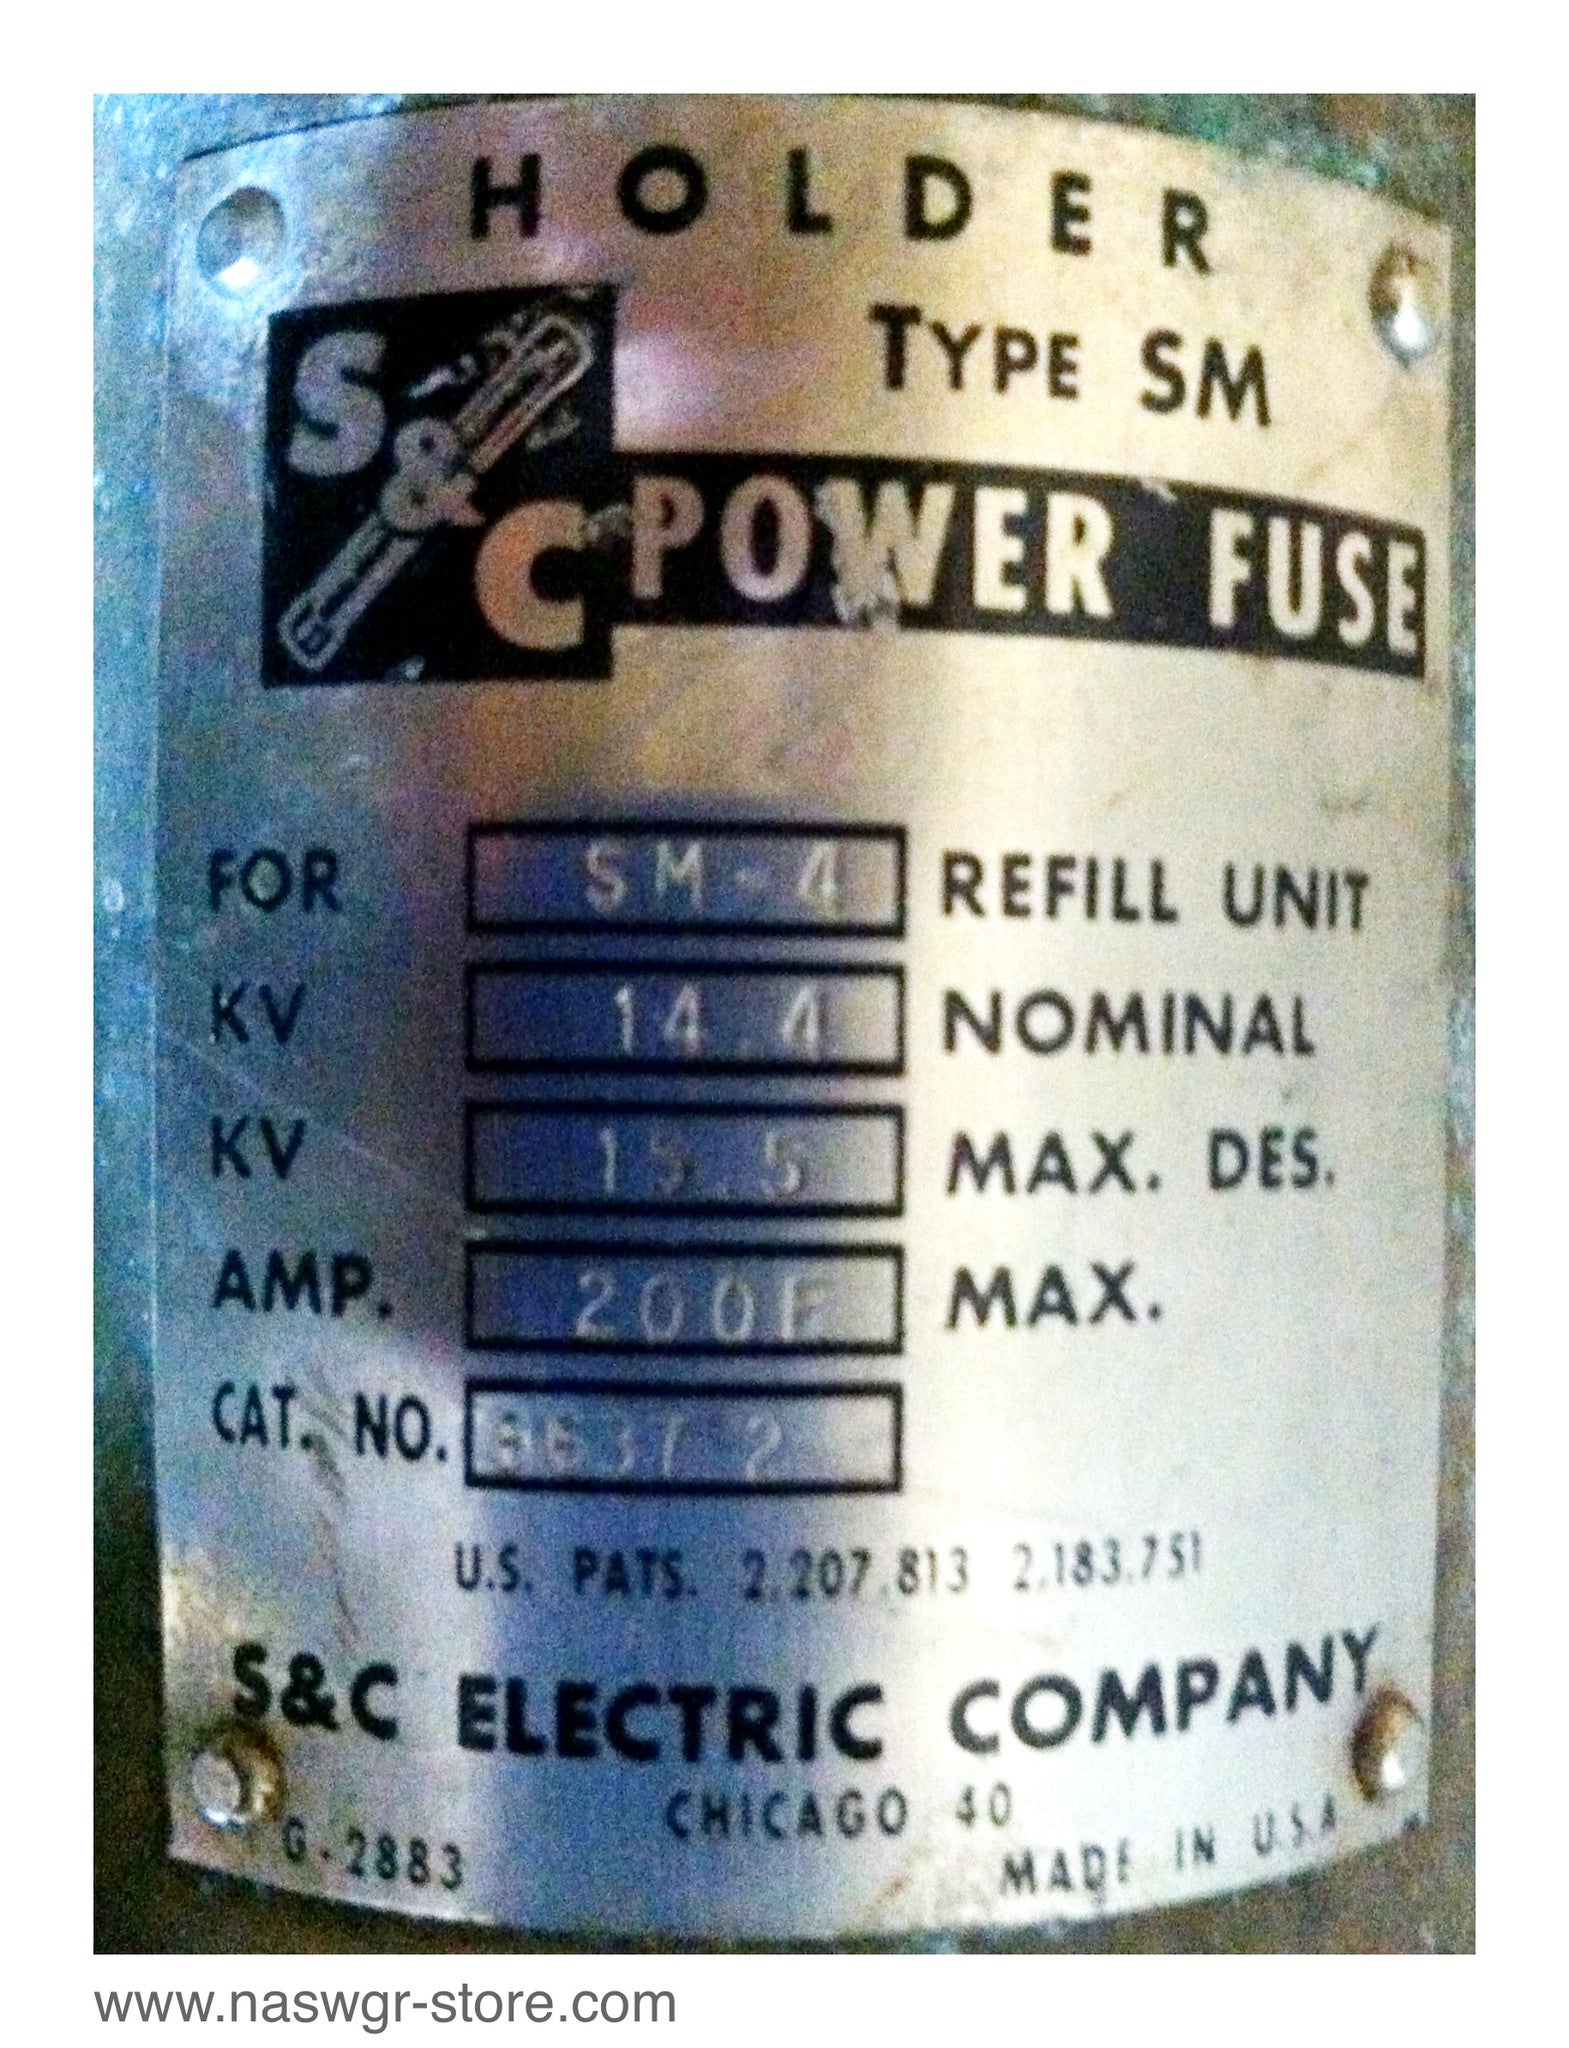 HOLDER
TYPE SM
S&C POWER FUSE
FOR SM-4 REFILL UNIT
KV 14.4 NOMINAL
KV 15.5 MAX. DES.
AMP. 200E MAX.
CAT. NO.
U.S. PATS. 2,207,813 2,183,751
S&C ELECTRIC COMPANY
CHICAGO 40
G-2883 MADE IN U.S.A
www.naswgr-store.com